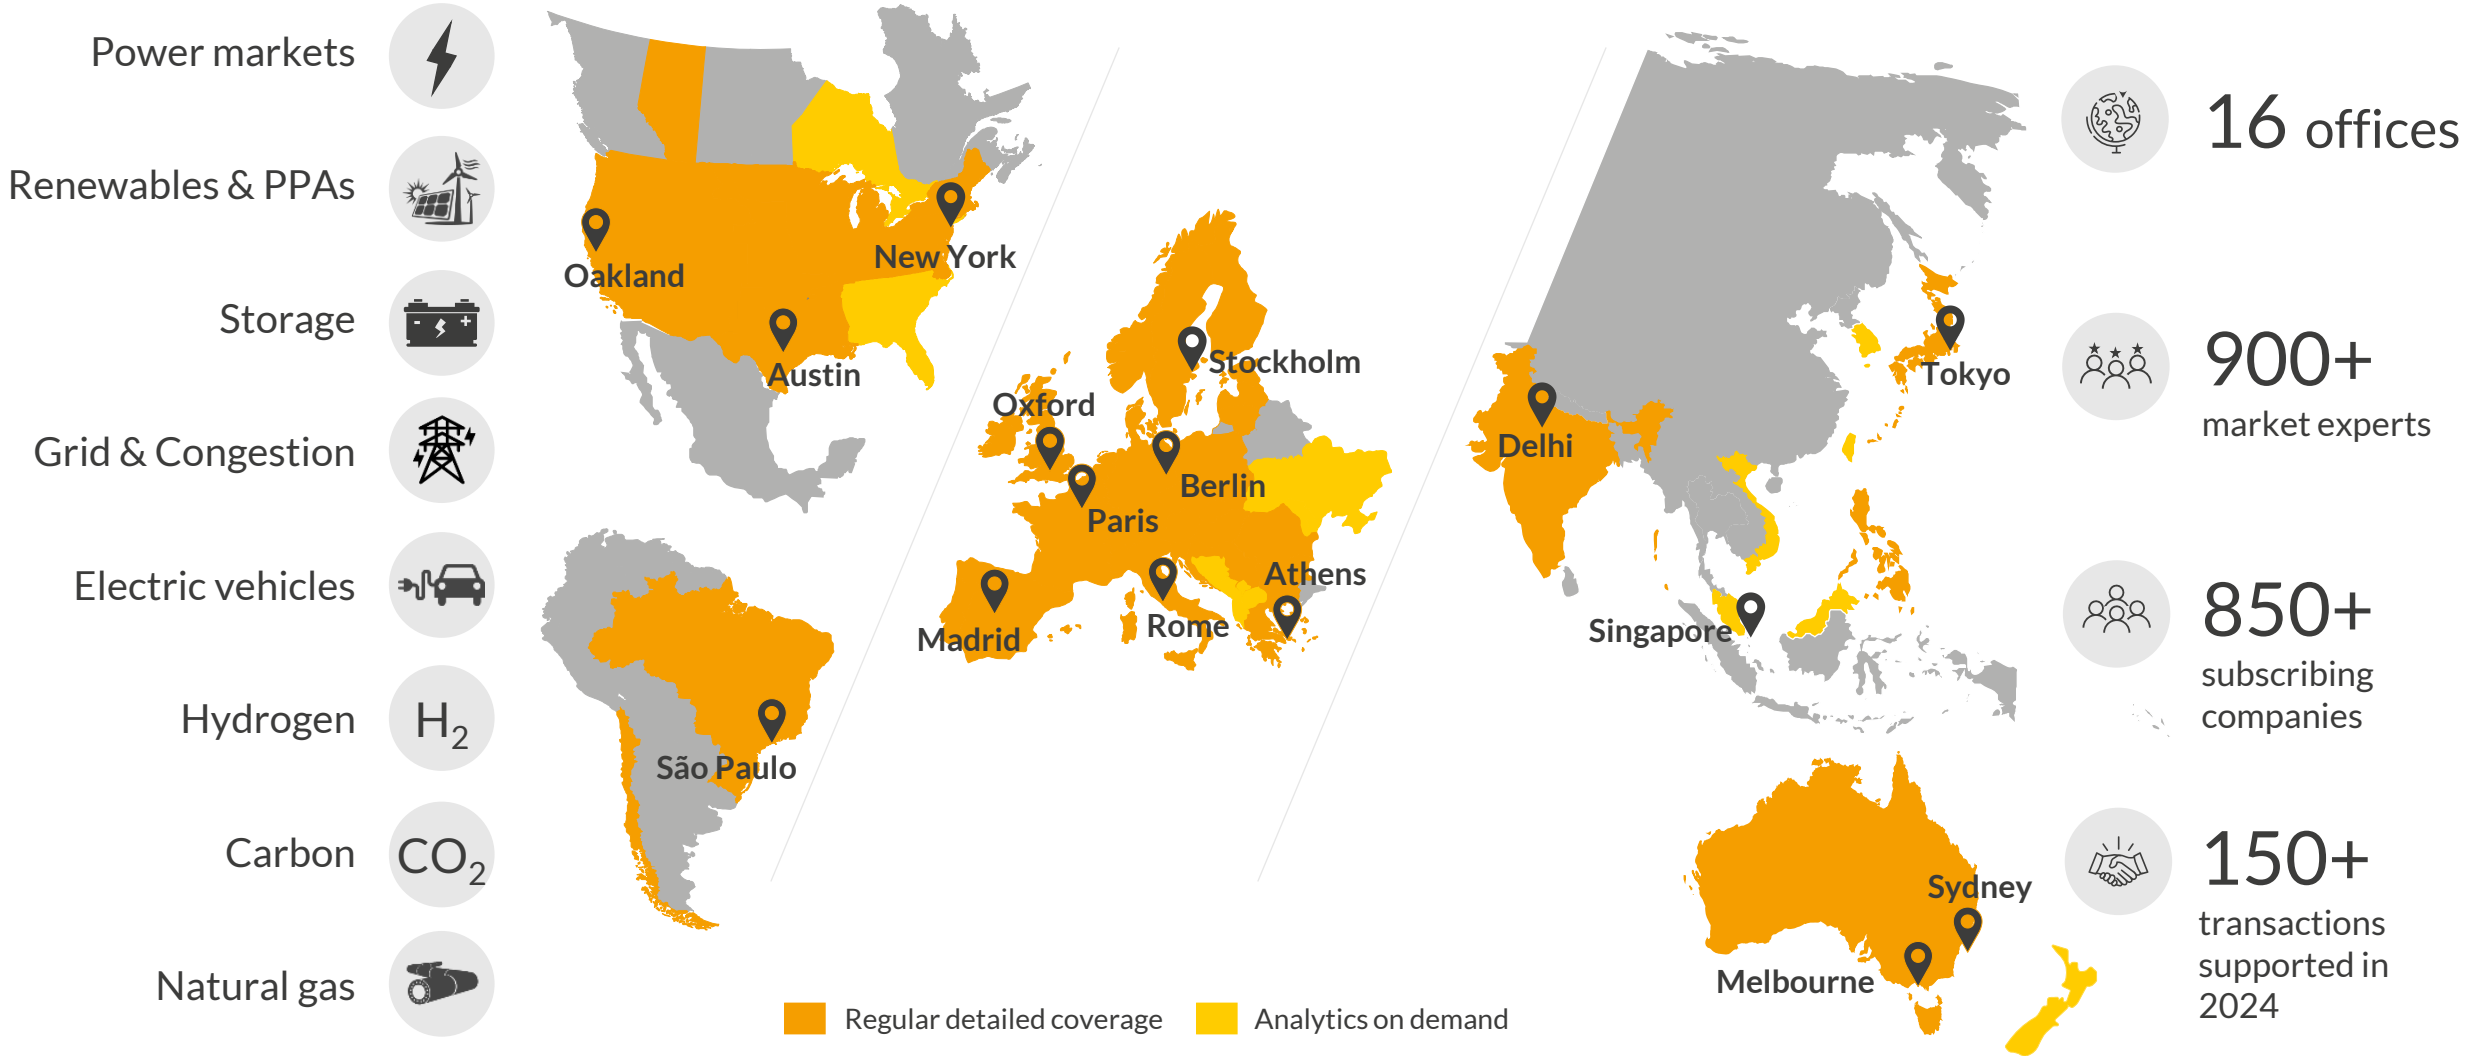 Power markets
Renewables & PPAs
Storage
Grid & Congestion
Electric vehicles
Hydrogen
H2
Carbon
CO2
Natural gas
Oakland
New York
Austin
São Paulo
Stockholm
Oxford
Berlin
Paris
Athens
Madrid
Rome
Delhi
Tokyo
Singapore
Sydney
Melbourne
Regular detailed coverage
Analytics on demand
16 offices
900+
market experts
850+
subscribing
companies
150+
transactions
supported in
2024